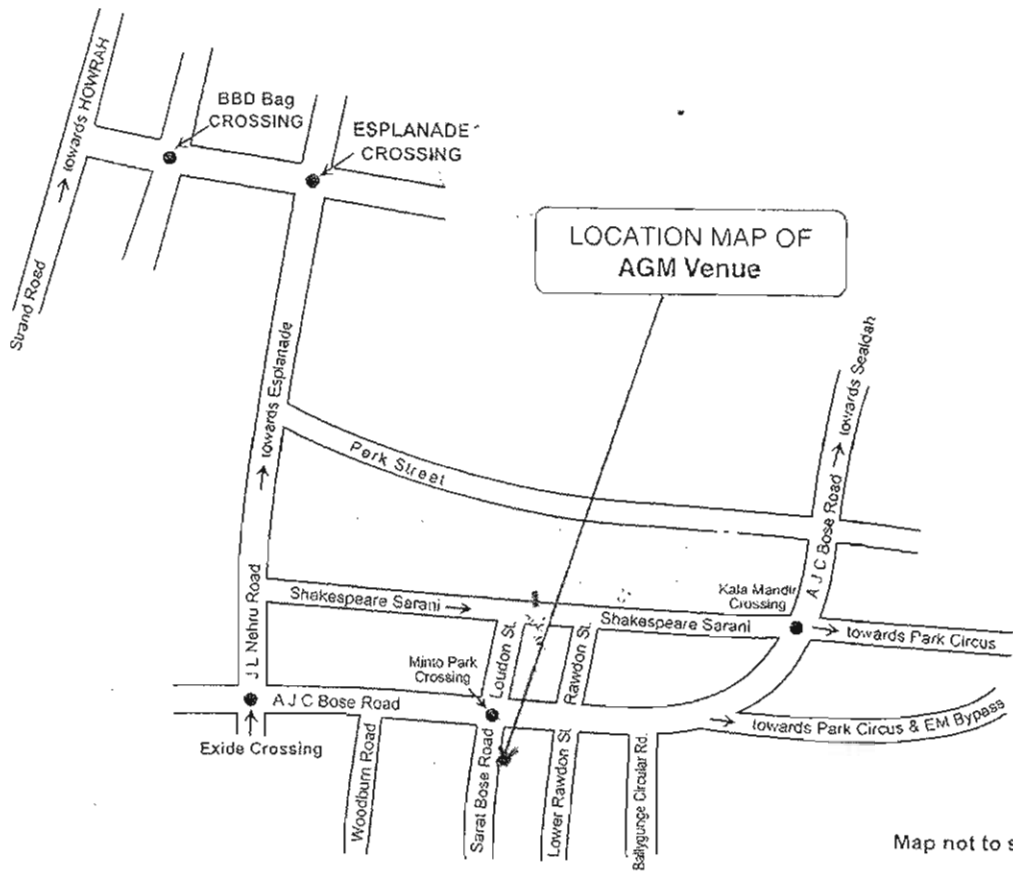 BBD Bag
CROSSING
ESPLANADE
CROSSING
towards HOWRAH
Strand Road
LOCATION MAP OF
AGM Venue
towards Esplanade
Park Street
towards Sealdah
A J C Bose Road
J L Nehru Road
Shakespeare Sarani
Kala Mandir
Crossing
Shakespeare Sarani
towards Park Circus
Loudon St.
Rawdon St.
Minto Park
Crossing
A J C Bose Road
towards Park Circus & EM Bypass
Exide Crossing
Woodburn Road
Sarat Bose Road
Lower Rawdon St.
Ballygunge Circular Rd.
Map not to s